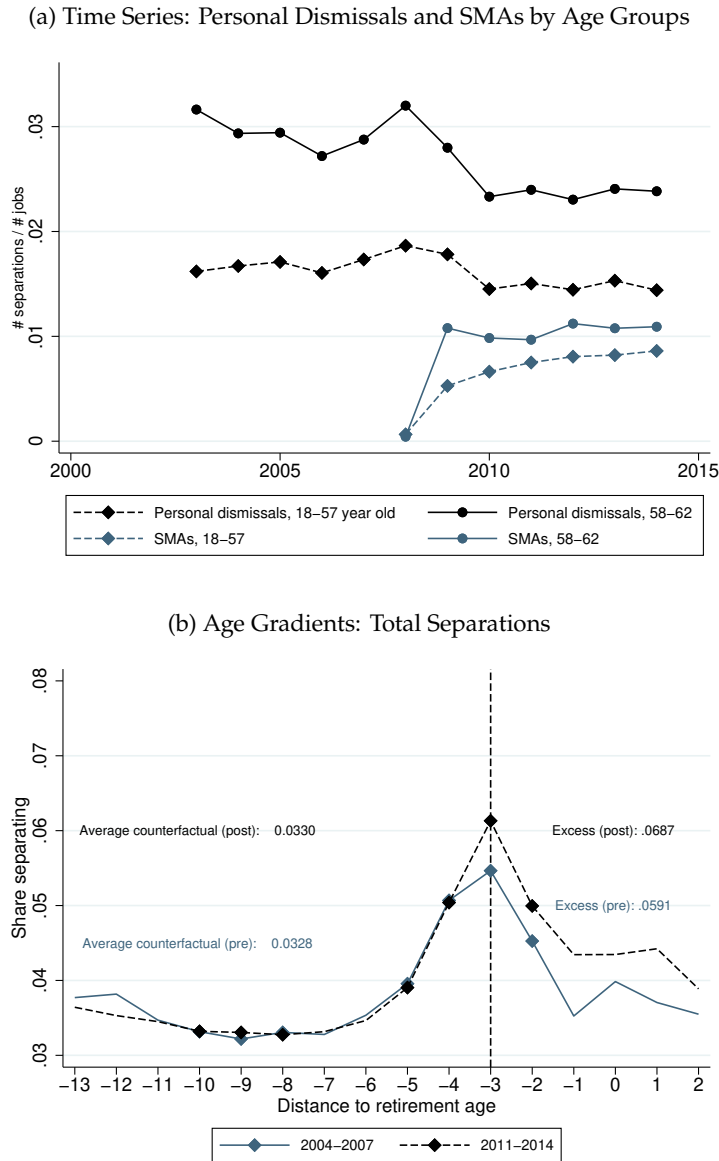 (a) Time Series: Personal Dismissals and SMAs by Age Groups
# separations / # jobs
.03
.02
.01
0
2000 2005 2010 2015
Personal dismissals, 18−57 year old Personal dismissals, 58−62
SMAs, 18−57 SMAs, 58−62
(b) Age Gradients: Total Separations
Share separating
.08
.07
.06
.05
.04
.03
Average counterfactual (post): 0.0330 Excess (post): .0687
Excess (pre): .0591
Average counterfactual (pre): 0.0328
−13 −12 −11 −10 −9 −8 −7 −6 −5 −4 −3 −2 −1 0 1 2
Distance to retirement age
2004−2007 2011−2014